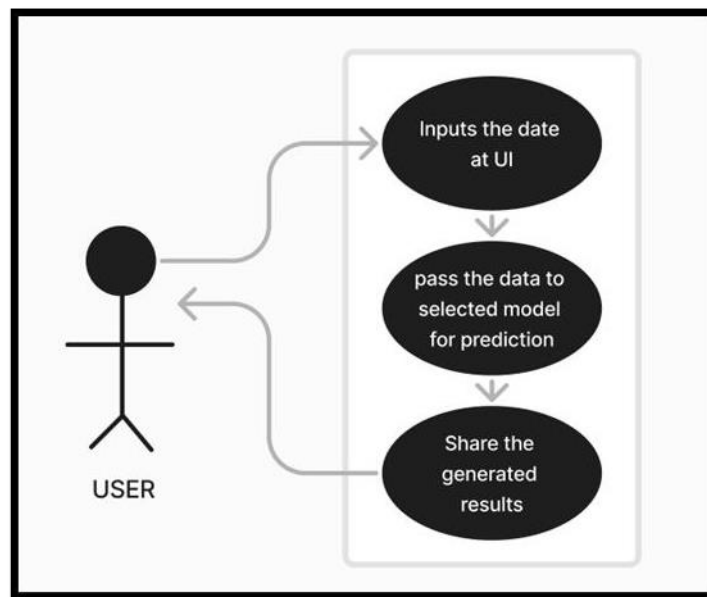 Inputs the date
at UI
pass the data to
selected model
for prediction
Share the
generated
results
USER